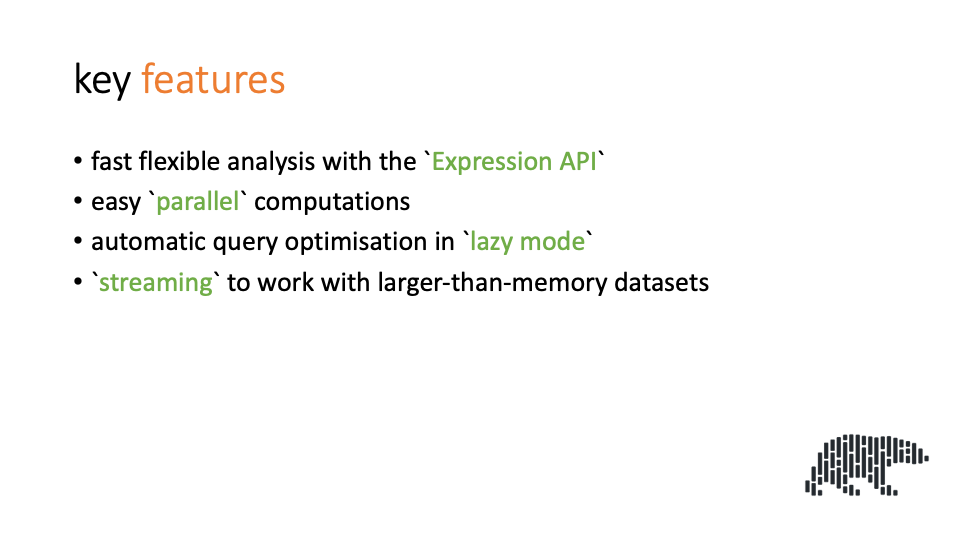 key features
• fast flexible analysis with the `Expression API`
• easy `parallel` computations
• automatic query optimisation in `lazy mode`
• `streaming` to work with larger-than-memory datasets